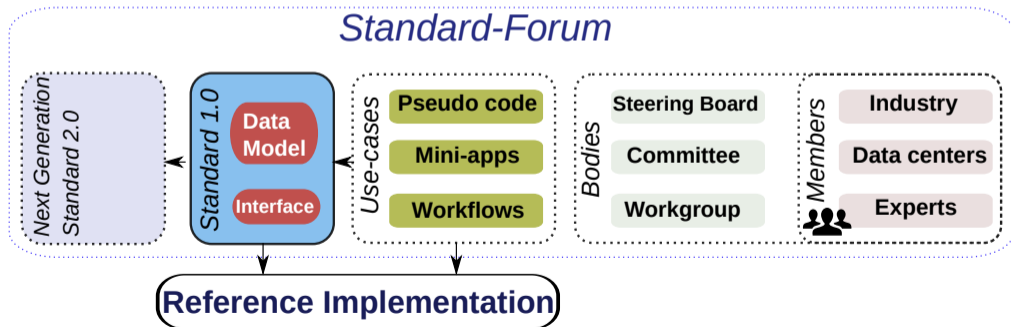 Standard-Forum
Next Generation
Standard 2.0
Standard 1.0
Data
Model
Interface
Use-cases
Pseudo code
Mini-apps
Workflows
Bodies
Steering Board
Committee
Workgroup
Members
Industry
Data centers
Experts
Reference Implementation